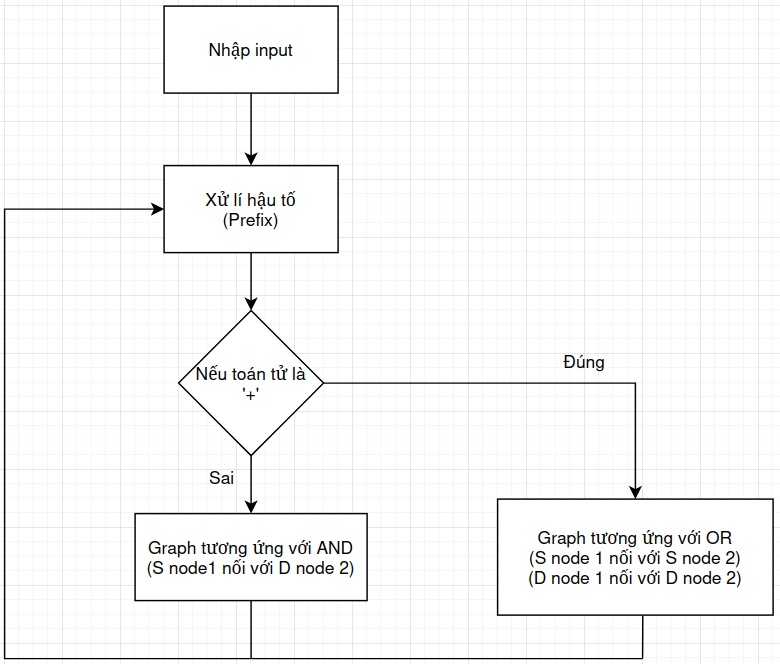 Nhập input
Xử lí hậu tố
(Prefix)
Nếu toán tử là
'+'
Đúng
Sai
Graph tương ứng với AND
(S node1 nối với D node 2)
Graph tương ứng với OR
(S node 1 nối với S node 2)
(D node 1 nối với D node 2)